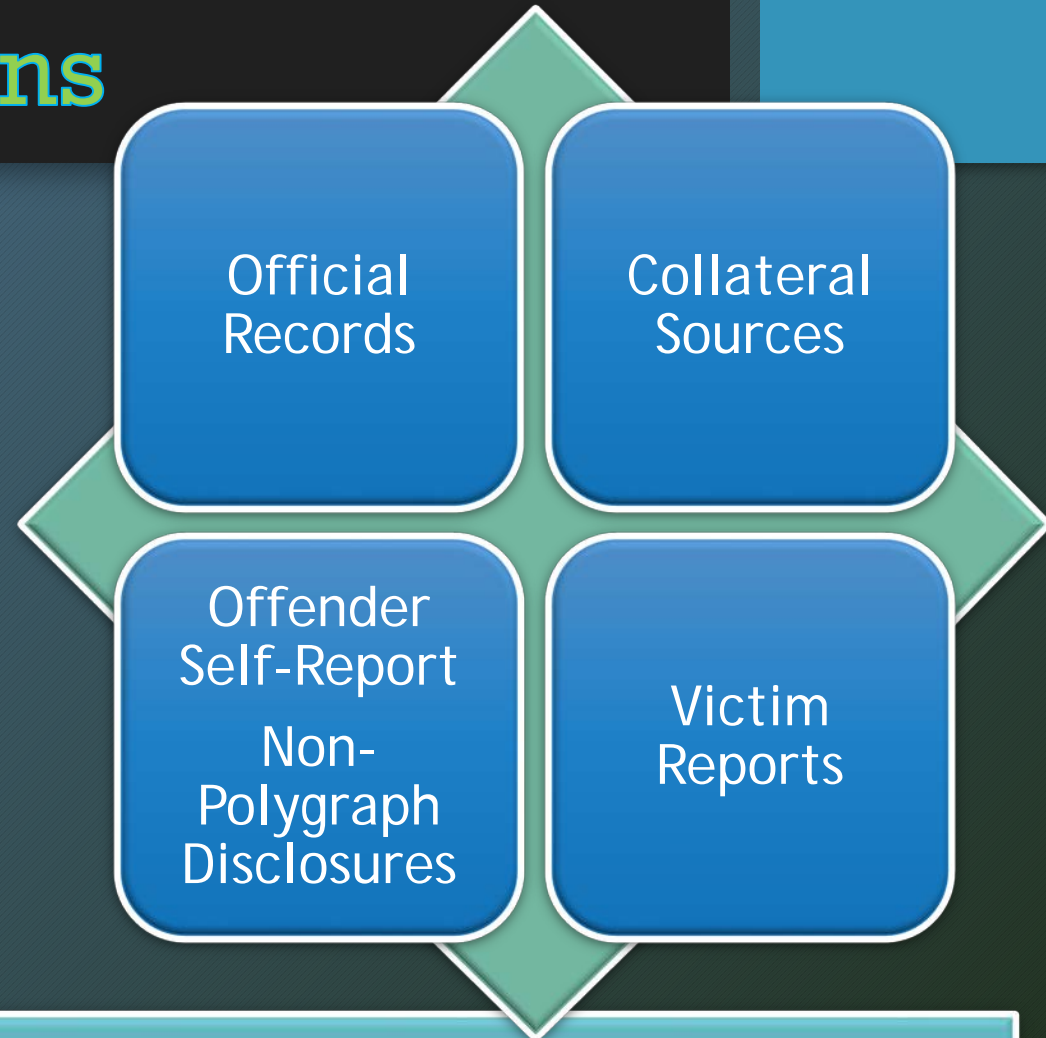 ns
Official
Records
Collateral
Sources
Offender
Self-Report
Non-
Polygraph
Disclosures
Victim
Reports